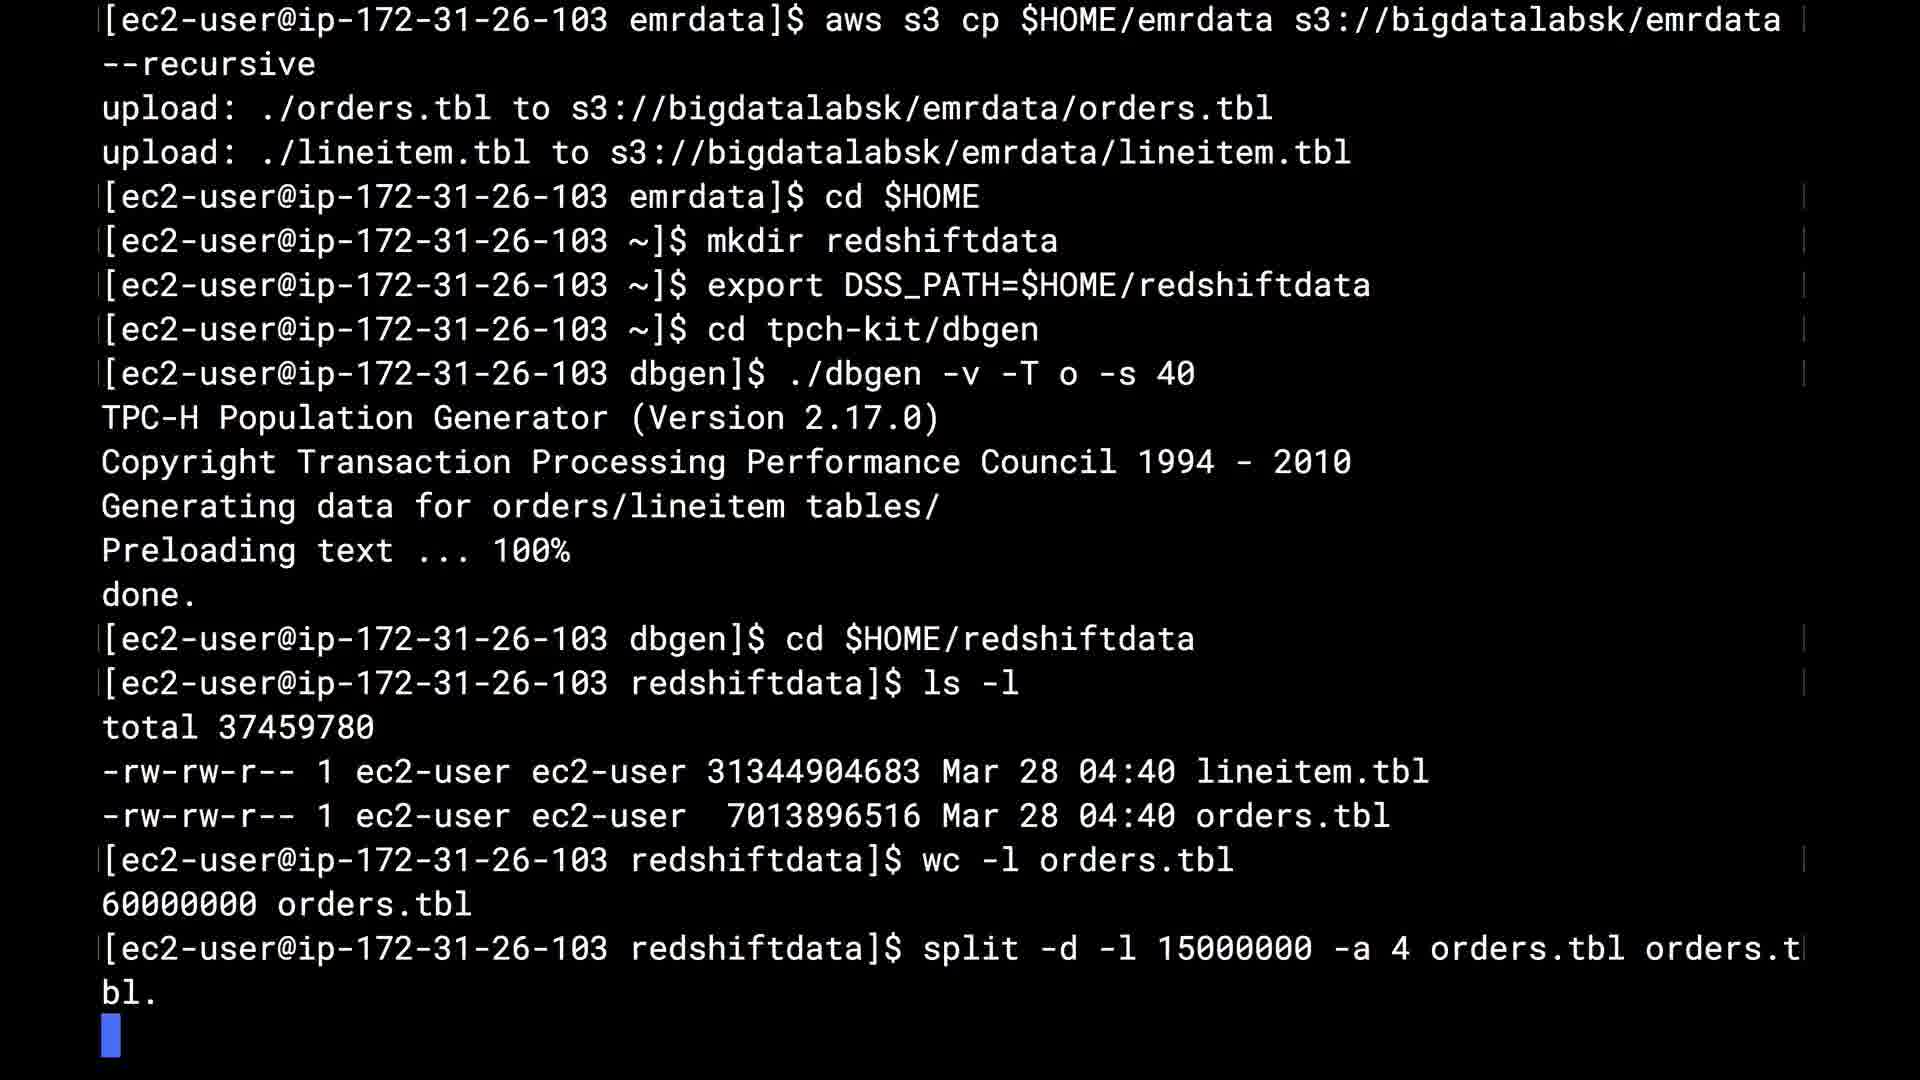 [ec2-user@ip-172-31-26-103 emrdata]$ aws s3 cp $HOME/emrdata s3://bigdatalabsk/emrdata
--recursive
upload: ./orders.tbl to s3://bigdatalabsk/emrdata/orders.tbl
upload: ./lineitem.tbl to s3://bigdatalabsk/emrdata/lineitem.tbl
[ec2-user@ip-172-31-26-103 emrdata]$ cd $HOME
[ec2-user@ip-172-31-26-103 ~]$ mkdir redshiftdata
[ec2-user@ip-172-31-26-103 ~]$ export DSS_PATH=$HOME/redshiftdata
[ec2-user@ip-172-31-26-103 ~]$ cd tpch-kit/dbgen
[ec2-user@ip-172-31-26-103 dbgen]$ ./dbgen -v -T o -s 40
TPC-H Population Generator (Version 2.17.0)
Copyright Transaction Processing Performance Council 1994 - 2010
Generating data for orders/lineitem tables/
Preloading text ... 100%
done.
[ec2-user@ip-172-31-26-103 dbgen]$ cd $HOME/redshiftdata
[ec2-user@ip-172-31-26-103 redshiftdata]$ ls -l
total 37459780
-rw-rw-r-- 1 ec2-user ec2-user 31344904683 Mar 28 04:40 lineitem.tbl
-rw-rw-r-- 1 ec2-user ec2-user  7013896516 Mar 28 04:40 orders.tbl
[ec2-user@ip-172-31-26-103 redshiftdata]$ wc -l orders.tbl
60000000 orders.tbl
[ec2-user@ip-172-31-26-103 redshiftdata]$ split -d -l 15000000 -a 4 orders.tbl orders.t
bl.